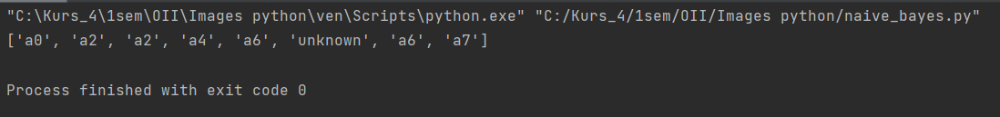 "C:\Kurs_4\1sem\OII\Images python\ven\Scripts\python.exe" "C:/Kurs_4/1sem/OII/Images python/naive_bayes.py"
['a0', 'a2', 'a2', 'a4', 'a6', 'unknown', 'a6', 'a7']
Process finished with exit code 0